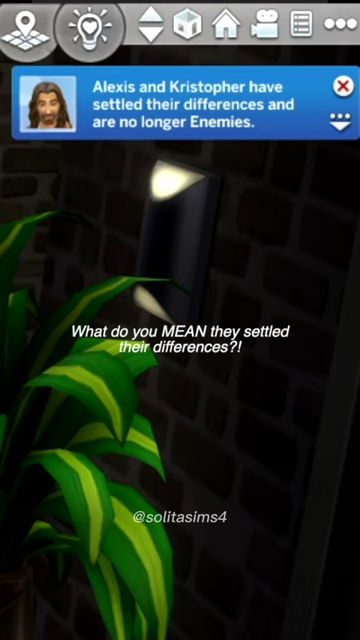 Alexis and Kristopher have
settled their differences and
are no longer Enemies.
What do you MEAN they settled
their differences?!
@solitasims4